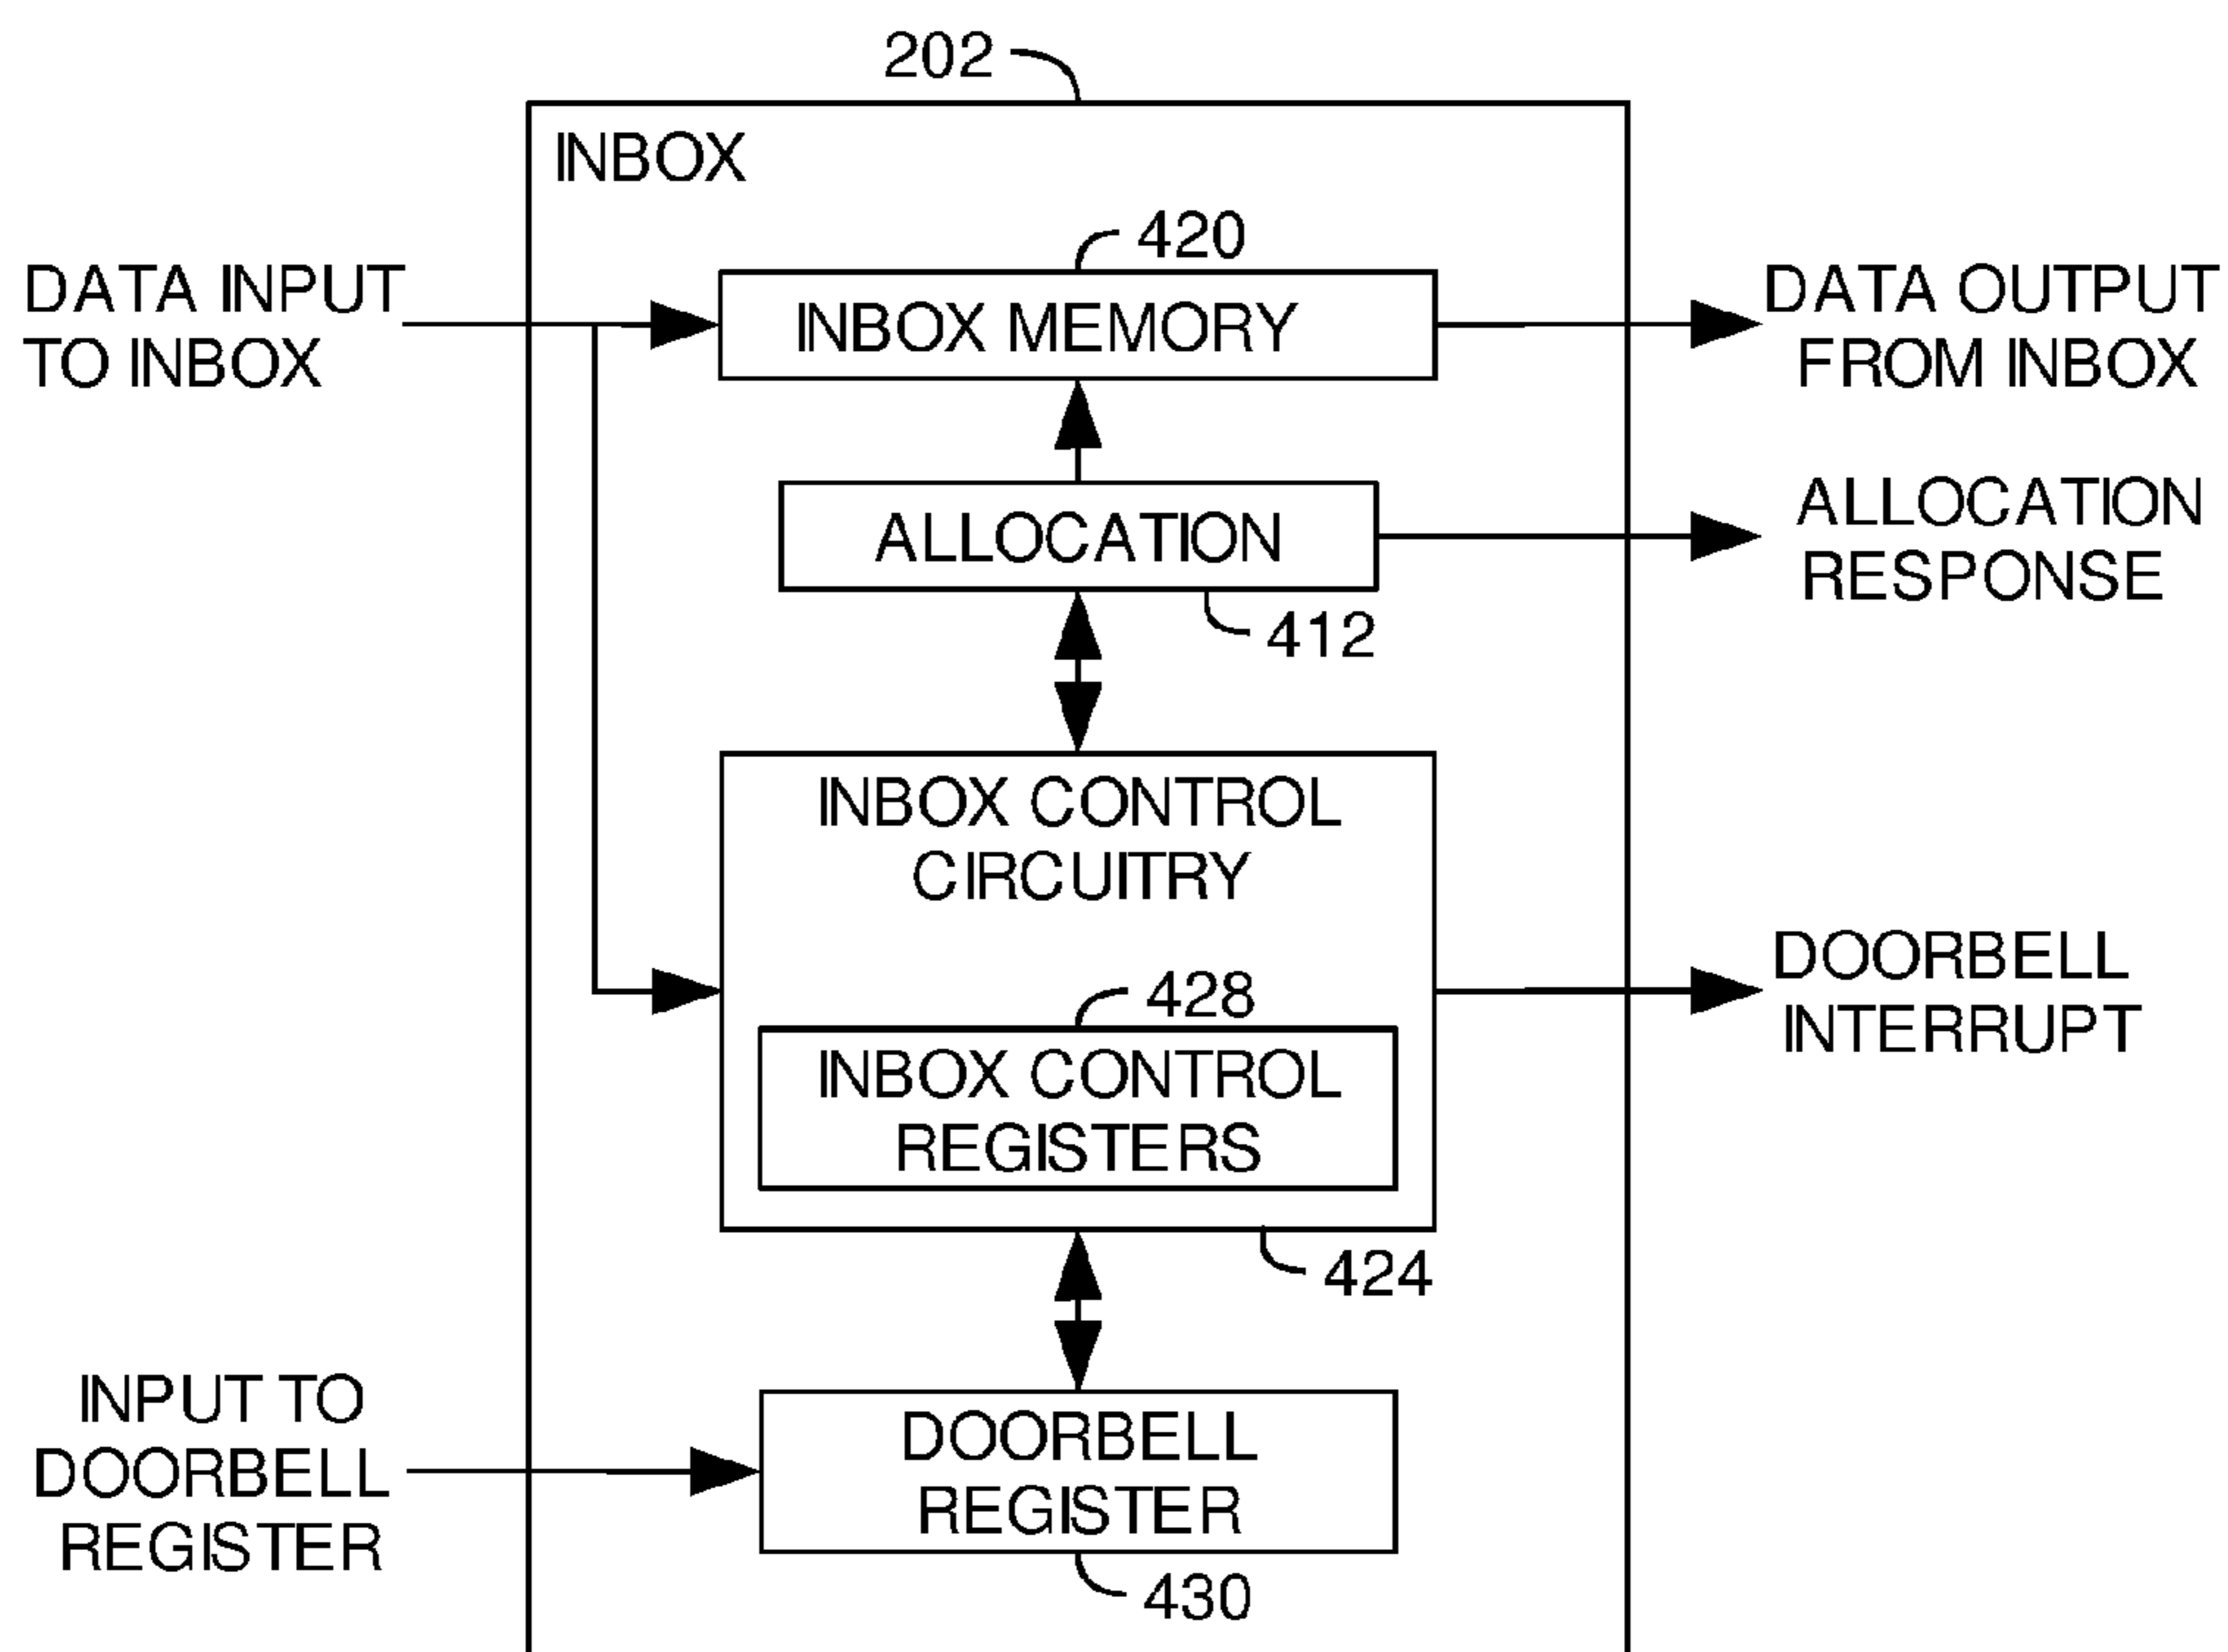 202
INBOX
420
DATA INPUT
TO INBOX
INBOX MEMORY
DATA OUTPUT
FROM INBOX
ALLOCATION
412
ALLOCATION
RESPONSE
INBOX CONTROL
CIRCUITRY
428
INBOX CONTROL
REGISTERS
424
DOORBELL
INTERRUPT
INPUT TO
DOORBELL
REGISTER
DOORBELL
REGISTER
430